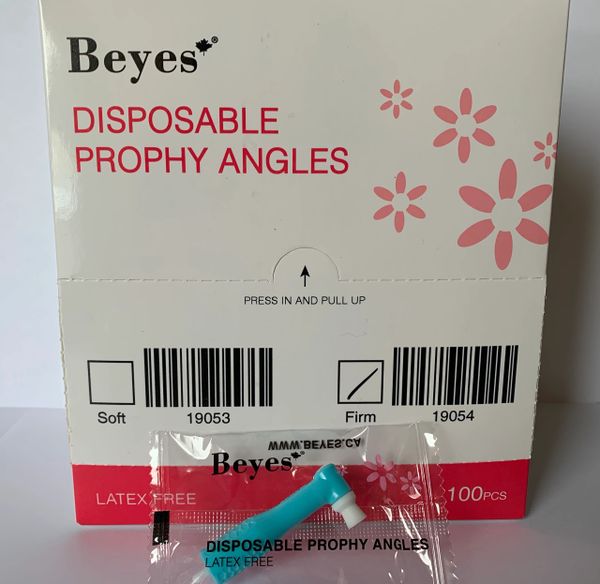 Beyes®
DISPOSABLE
PROPHY ANGLES
PRESS IN AND PULL UP
Soft 19053 Firm 19054
WWW.BEYES.CA
Beyes
LATEX FREE 100PCS
DISPOSABLE PROPHY ANGLES
LATEX FREE